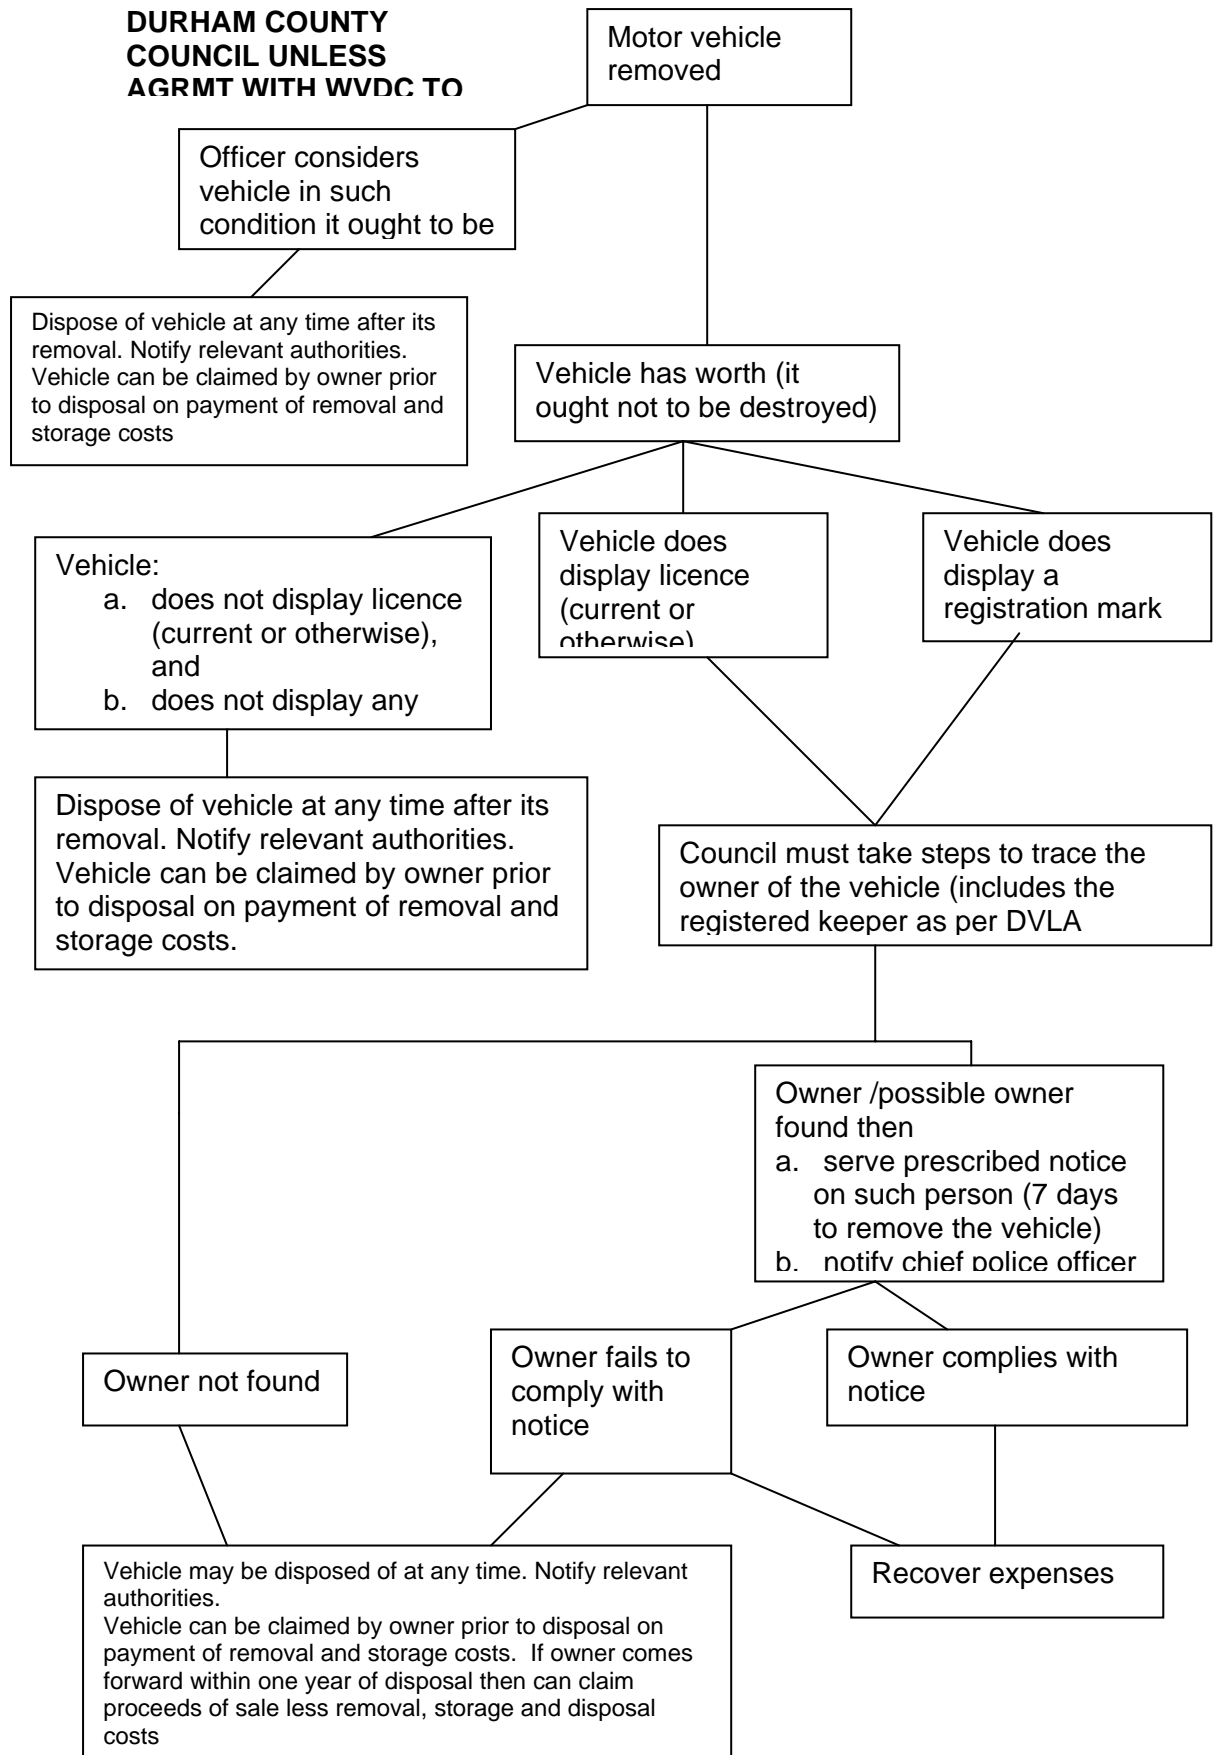 DURHAM COUNTY
COUNCIL UNLESS
AGRMT WITH WVDC TO
Motor vehicle
removed
Officer considers
vehicle in such
condition it ought to be
Dispose of vehicle at any time after its
removal. Notify relevant authorities.
Vehicle can be claimed by owner prior
to disposal on payment of removal and
storage costs
Vehicle has worth (it
ought not to be destroyed)
Vehicle:
a. does not display licence
(current or otherwise),
and
b. does not display any
Vehicle does
display licence
(current or
otherwise)
Vehicle does
display a
registration mark
Dispose of vehicle at any time after its
removal. Notify relevant authorities.
Vehicle can be claimed by owner prior
to disposal on payment of removal and
storage costs.
Council must take steps to trace the
owner of the vehicle (includes the
registered keeper as per DVLA
Owner /possible owner
found then
a. serve prescribed notice
on such person (7 days
to remove the vehicle)
b. notify chief police officer
Owner not found
Owner fails to
comply with
notice
Owner complies with
notice
Vehicle may be disposed of at any time. Notify relevant
authorities.
Vehicle can be claimed by owner prior to disposal on
payment of removal and storage costs. If owner comes
forward within one year of disposal then can claim
proceeds of sale less removal, storage and disposal
costs
Recover expenses